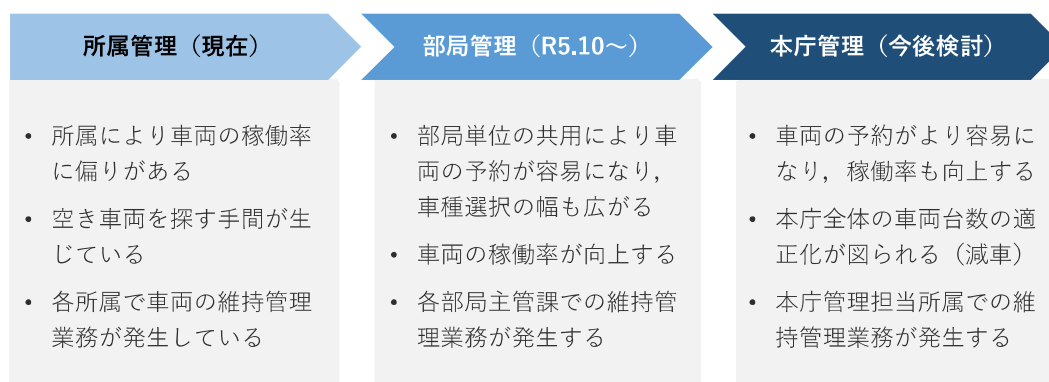 所属管理（現在）
• 所属により車両の稼働率
に偏りがある
• 空き車両を探す手間が生
じている
• 各所属で車両の維持管理
業務が発生している
部局管理（R5.10～）
• 部局単位の共用により車
両の予約が容易になり，
車種選択の幅も広がる
• 車両の稼働率が向上する
• 各部局主管課での維持管
理業務が発生する
本庁管理（今後検討）
• 車両の予約がより容易に
なり，稼働率も向上する
• 本庁全体の車両台数の適
正化が図られる（減車）
• 本庁管理担当所属での維
持管理業務が発生する